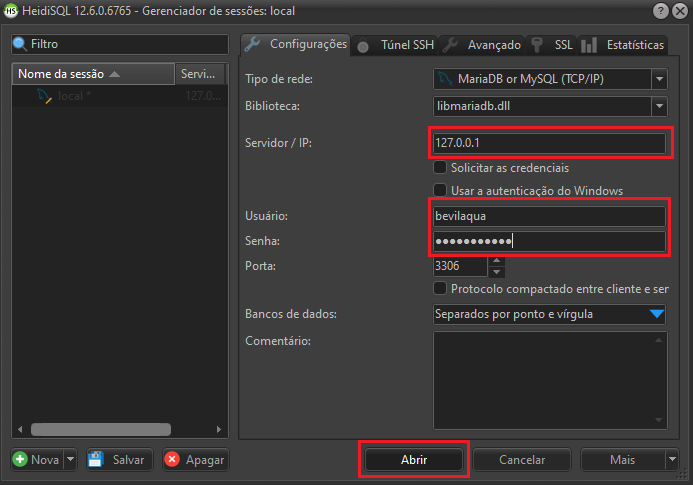 HeidiSQL 12.6.0.6765 - Gerenciador de sessões: local
Filtro
Nome da sessão Servi...
local * 127.0...
Configurações Túnel SSH Avançado SSL Estatísticas
Tipo de rede: MariaDB or MySQL (TCP/IP)
Biblioteca: libmariadb.dll
Servidor / IP: 127.0.0.1
Solicitar as credenciais
Usar a autenticação do Windows
Usuário: bevilaqua
Senha: ●●●●●●●●●●●
Porta: 3306
Protocolo compactado entre cliente e ser
Bancos de dados: Separados por ponto e vírgula
Comentário:
Nova Salvar Apagar Abrir Cancelar Mais